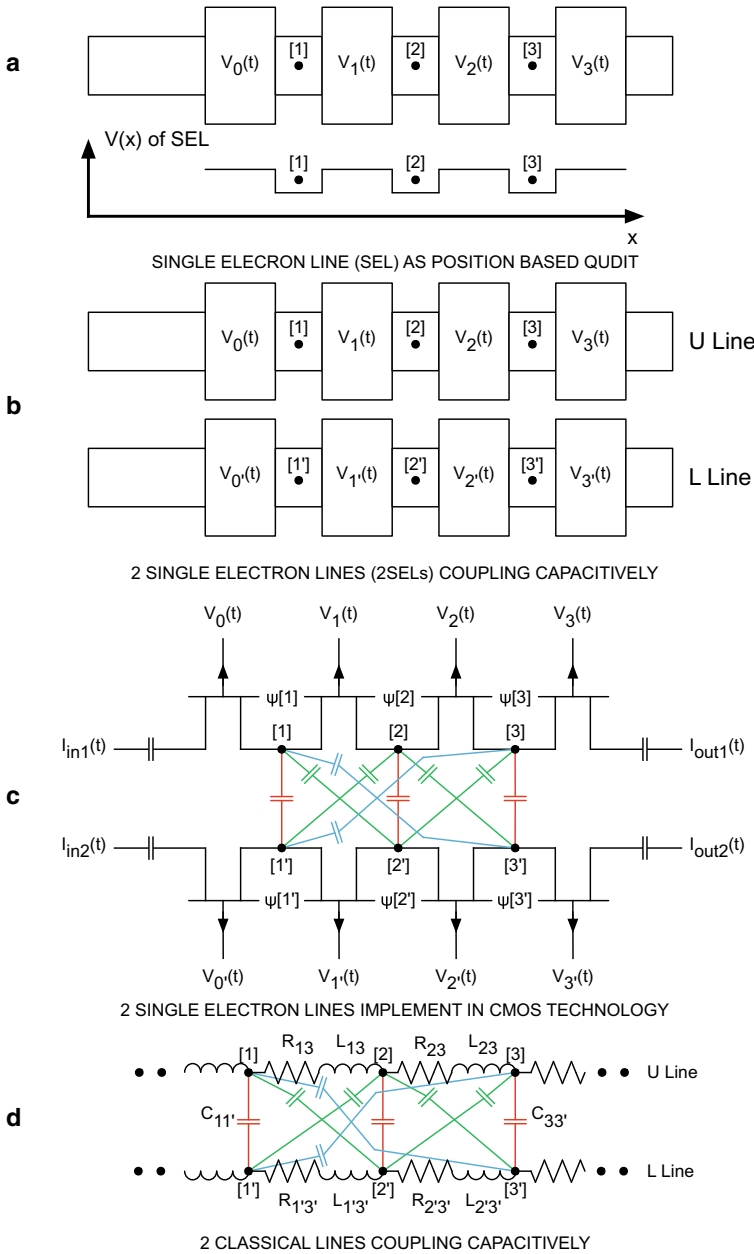 a
V0(t) [1] V1(t) [2] V2(t) [3] V3(t)
V(x) of SEL
[1] [2] [3]
x
SINGLE ELECRON LINE (SEL) AS POSITION BASED QUDIT
b
V0(t) [1] V1(t) [2] V2(t) [3] V3(t) U Line
V0'(t) [1'] V1'(t) [2'] V2'(t) [3'] V3'(t) L Line
2 SINGLE ELECTRON LINES (2SELs) COUPLING CAPACITIVELY
c
V0(t) V1(t) V2(t) V3(t)
ψ[1] ψ[2] ψ[3]
Iin1(t) [1] [2] [3] Iout1(t)
Iin2(t) [1'] [2'] [3'] Iout2(t)
ψ[1'] ψ[2'] ψ[3']
V0'(t) V1'(t) V2'(t) V3'(t)
2 SINGLE ELECTRON LINES IMPLEMENT IN CMOS TECHNOLOGY
d
[1] R13 L13 [2] R23 L23 [3]
U Line
C11' C33'
L Line
[1'] R1'3' L1'3' [2'] R2'3' L2'3' [3']
2 CLASSICAL LINES COUPLING CAPACITIVELY